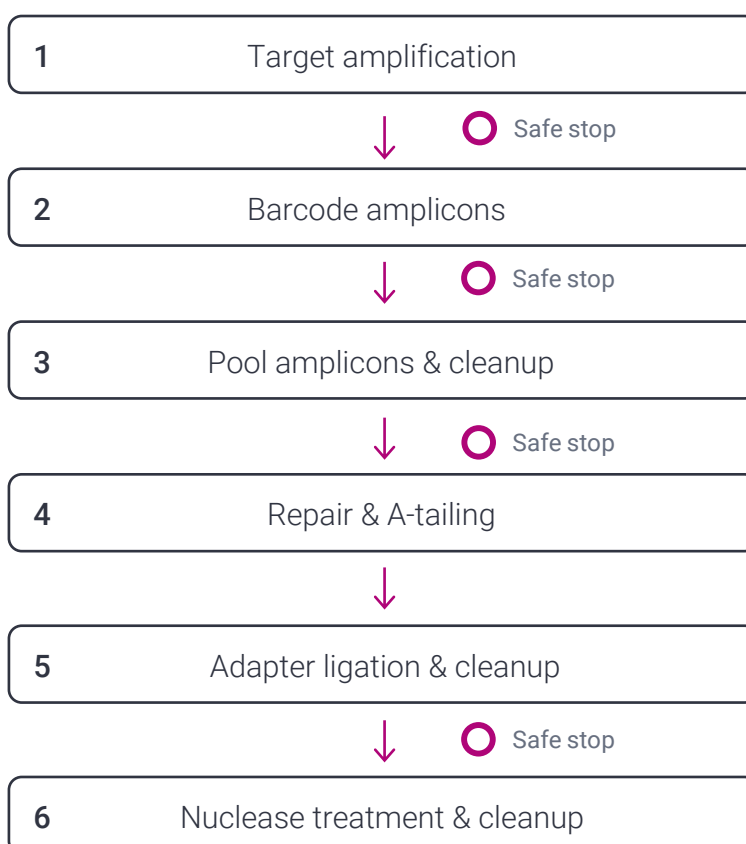 1 Target amplification
Safe stop
2 Barcode amplicons
Safe stop
3 Pool amplicons & cleanup
Safe stop
4 Repair & A-tailing
5 Adapter ligation & cleanup
Safe stop
6 Nuclease treatment & cleanup